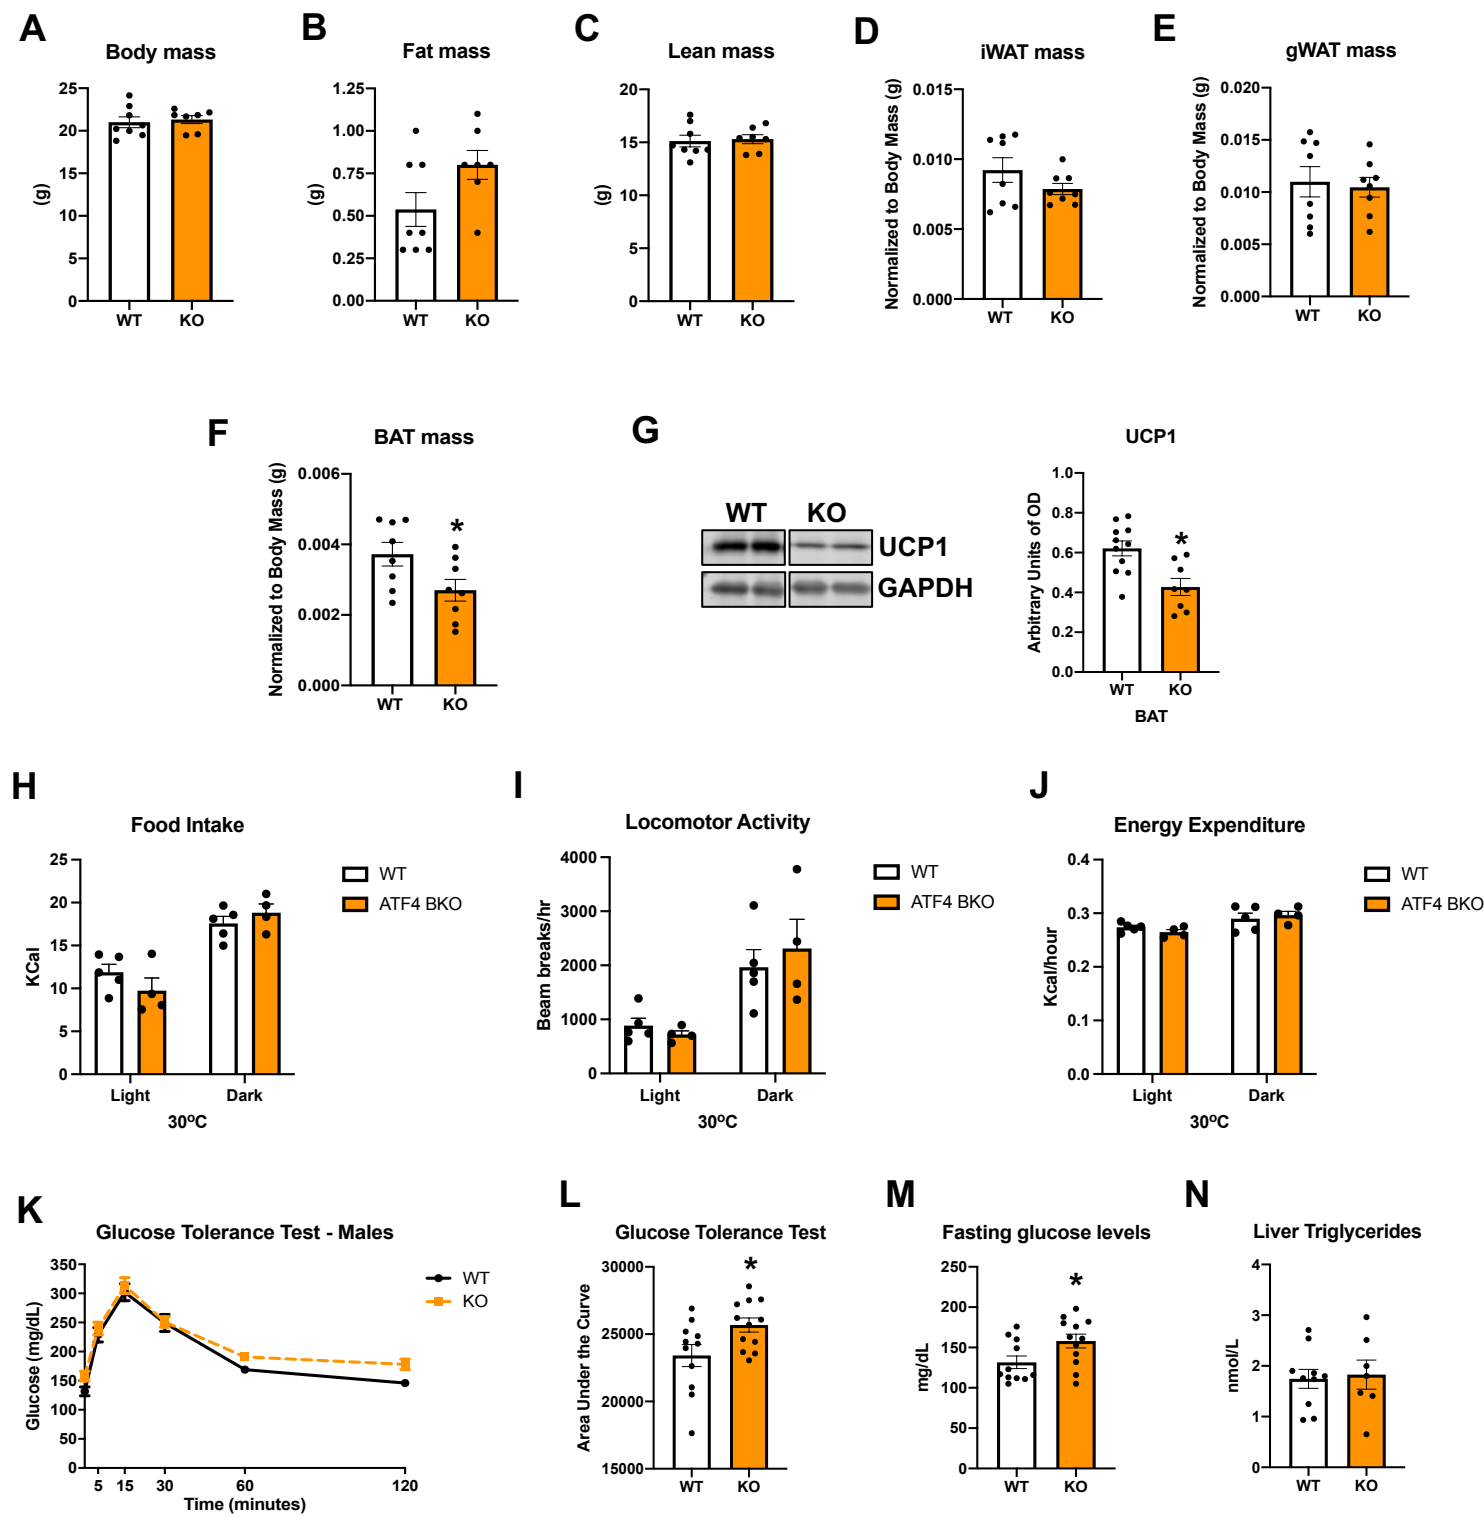 A
Body mass
(g)
25
20
15
10
5
0
WT
KO
B
Fat mass
(g)
1.25
1.00
0.75
0.50
0.25
0.00
WT
KO
C
Lean mass
(g)
20
15
10
5
0
WT
KO
D
iWAT mass
Normalized to Body Mass (g)
0.015
0.010
0.005
0.000
WT
KO
E
gWAT mass
Normalized to Body Mass (g)
0.020
0.015
0.010
0.005
0.000
WT
KO
F
BAT mass
Normalized to Body Mass (g)
0.006
0.004
0.002
0.000
*
WT
KO
G
WT
KO
UCP1
GAPDH
UCP1
Arbitrary Units of OD
1.0
0.8
0.6
0.4
0.2
0.0
*
WT
KO
BAT
H
Food Intake
KCal
25
20
15
10
5
0
Light
Dark
30ºC
WT
ATF4 BKO
I
Locomotor Activity
Beam breaks/hr
4000
3000
2000
1000
0
Light
Dark
30ºC
WT
ATF4 BKO
J
Energy Expenditure
Kcal/hour
0.4
0.3
0.2
0.1
0.0
Light
Dark
30ºC
WT
ATF4 BKO
K
Glucose Tolerance Test - Males
Glucose (mg/dL)
350
300
250
200
150
100
50
0
5
15
30
60
120
Time (minutes)
WT
KO
L
Glucose Tolerance Test
Area Under the Curve
30000
25000
20000
15000
*
WT
KO
M
Fasting glucose levels
mg/dL
250
200
150
100
50
0
*
WT
KO
N
Liver Triglycerides
nmol/L
4
3
2
1
0
WT
KO